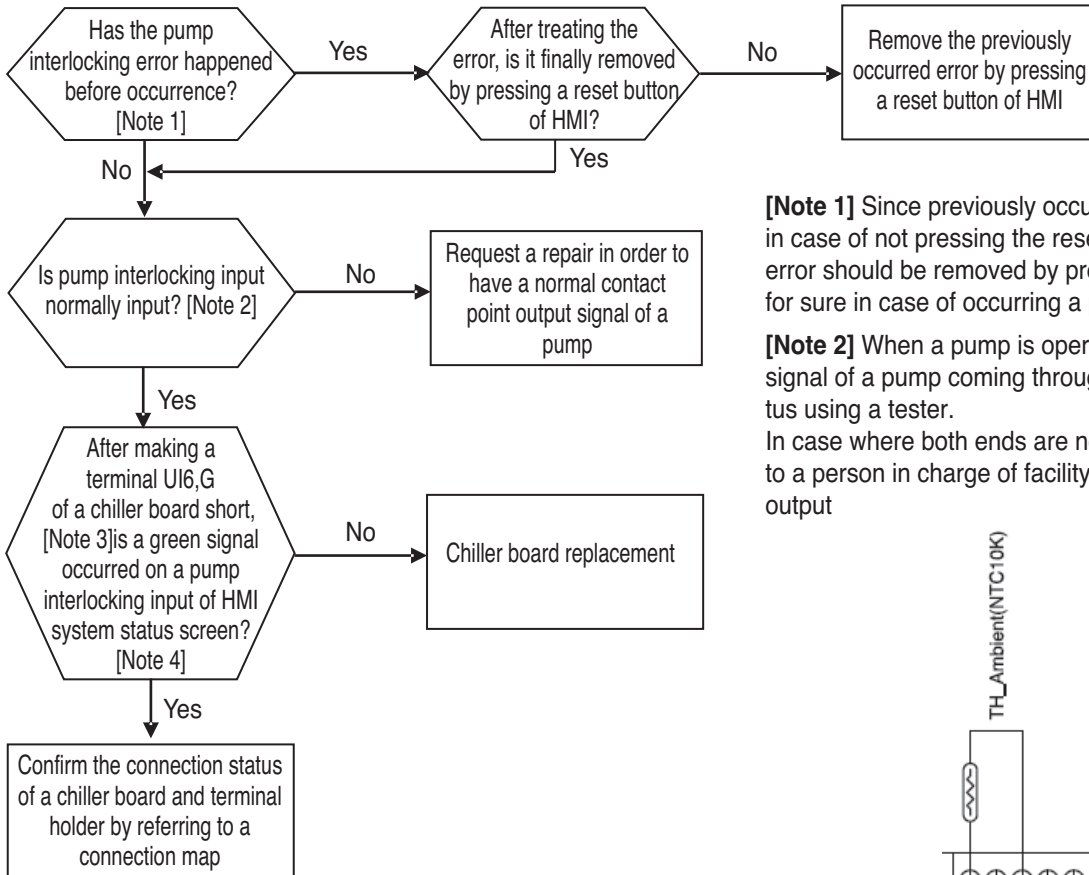 Has the pump
interlocking error happened
before occurrence?
[Note 1]
Yes
After treating the
error, is it finally removed
by pressing a reset button
of HMI?
No
Remove the previously
occurred error by pressing
a reset button of HMI
No
Yes
Is pump interlocking input
normally input? [Note 2]
No
Request a repair in order to
have a normal contact
point output signal of a
pump
Yes
After making a
terminal UI6,G
of a chiller board short,
[Note 3]is a green signal
occurred on a pump
interlocking input of HMI
system status screen?
[Note 4]
No
Chiller board replacement
Yes
Confirm the connection status
of a chiller board and terminal
holder by referring to a
connection map
[Note 1] Since previously occu
in case of not pressing the rese
error should be removed by pre
for sure in case of occurring a
[Note 2] When a pump is oper
signal of a pump coming throug
tus using a tester.
In case where both ends are n
to a person in charge of facility
output
TH_Ambient(NTC10K)